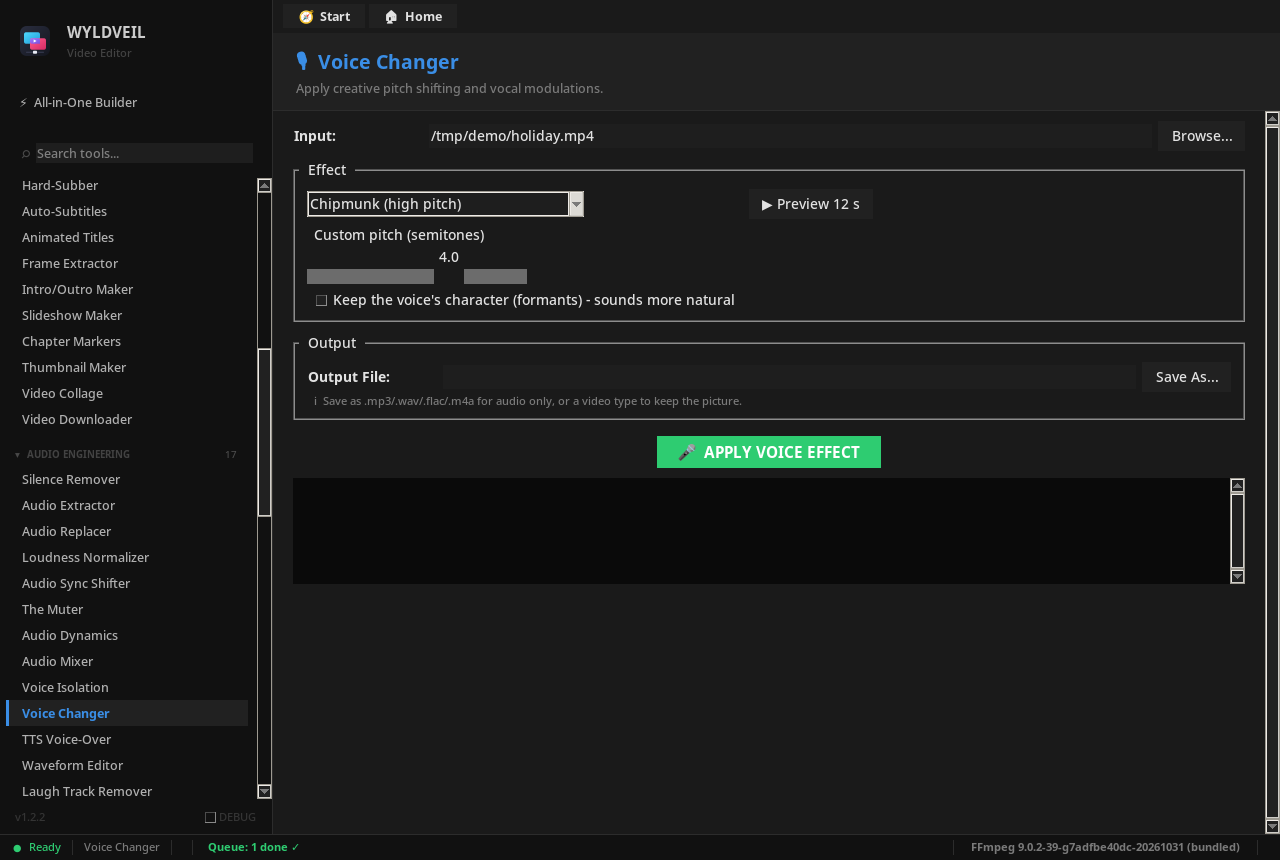 WYLDVEIL
Video Editor
⚡ All-in-One Builder
Search tools...
Hard-Subber
Auto-Subtitles
Animated Titles
Frame Extractor
Intro/Outro Maker
Slideshow Maker
Chapter Markers
Thumbnail Maker
Video Collage
Video Downloader
▾ AUDIO ENGINEERING 17
Silence Remover
Audio Extractor
Audio Replacer
Loudness Normalizer
Audio Sync Shifter
The Muter
Audio Dynamics
Audio Mixer
Voice Isolation
Voice Changer
TTS Voice-Over
Waveform Editor
Laugh Track Remover
v1.2.2 DEBUG
🧭 Start 🏠 Home
🎙 Voice Changer
Apply creative pitch shifting and vocal modulations.
Input: /tmp/demo/holiday.mp4 Browse...
Effect
Chipmunk (high pitch) ▶ Preview 12 s
Custom pitch (semitones)
4.0
Keep the voice's character (formants) - sounds more natural
Output
Output File: Save As...
i Save as .mp3/.wav/.flac/.m4a for audio only, or a video type to keep the picture.
🎤 APPLY VOICE EFFECT
● Ready Voice Changer Queue: 1 done ✓ FFmpeg 9.0.2-39-g7adfbe40dc-20261031 (bundled)